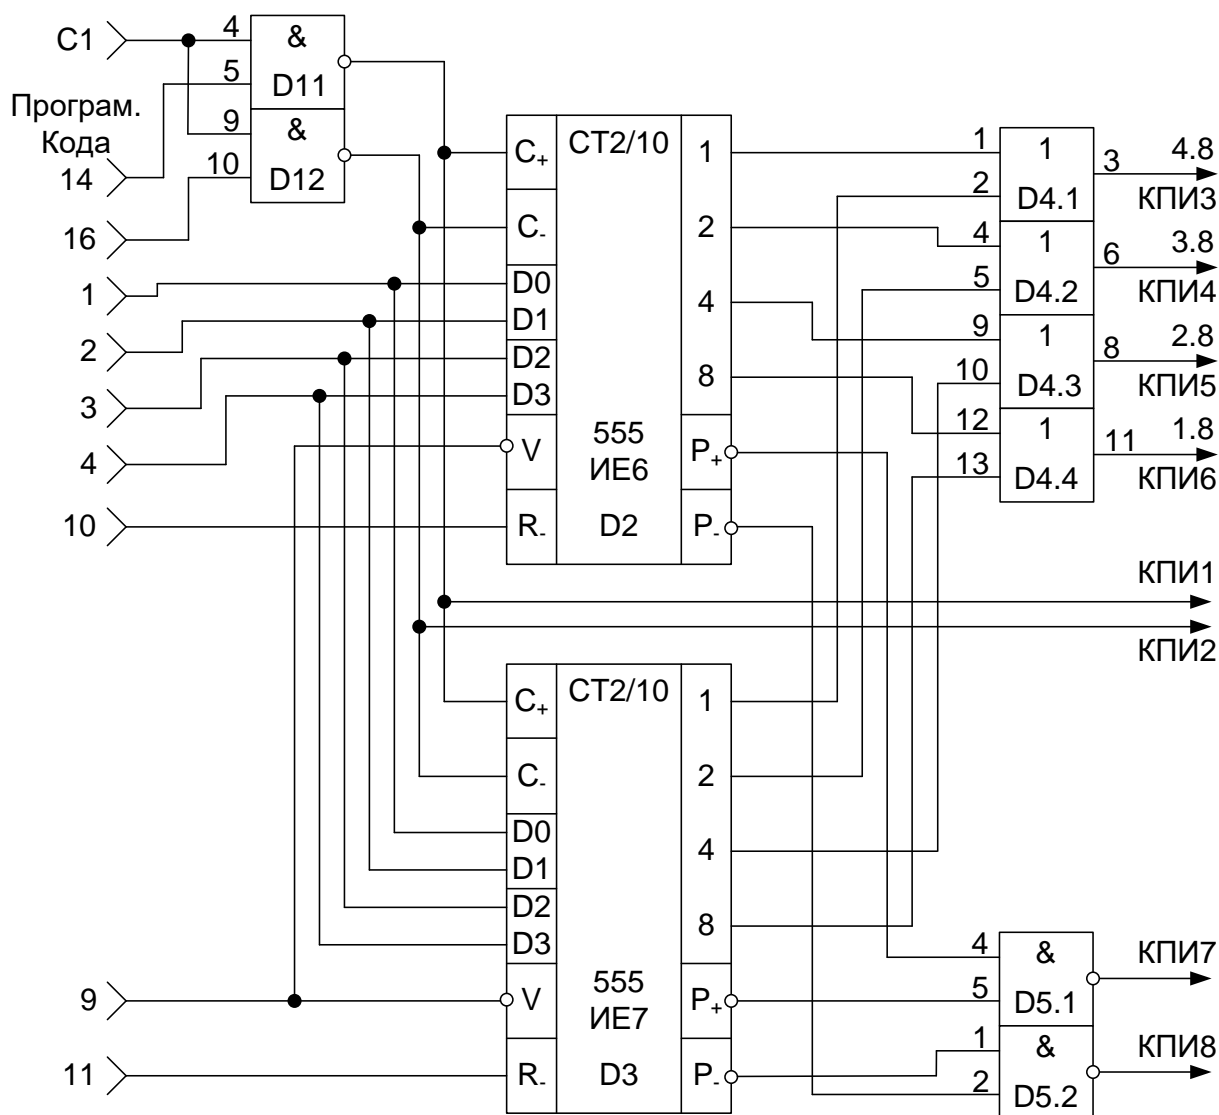 C1
4
&
5
D11
Програм.
Кода
9
&
14
10
D12
16
1
2
3
4
10
9
11
C+
CT2/10
1
C-
2
D0
D1
4
D2
D3
8
V
555
ИЕ6
P+
R-
D2
P-
1
1
3
4.8
2
D4.1
КПИ3
4
1
6
3.8
5
D4.2
КПИ4
9
1
8
2.8
10
D4.3
КПИ5
12
1
11
1.8
13
D4.4
КПИ6
КПИ1
КПИ2
C+
CT2/10
1
C-
2
D0
D1
4
D2
D3
8
V
555
ИЕ7
P+
R-
D3
P-
4
&
КПИ7
5
D5.1
1
&
КПИ8
2
D5.2